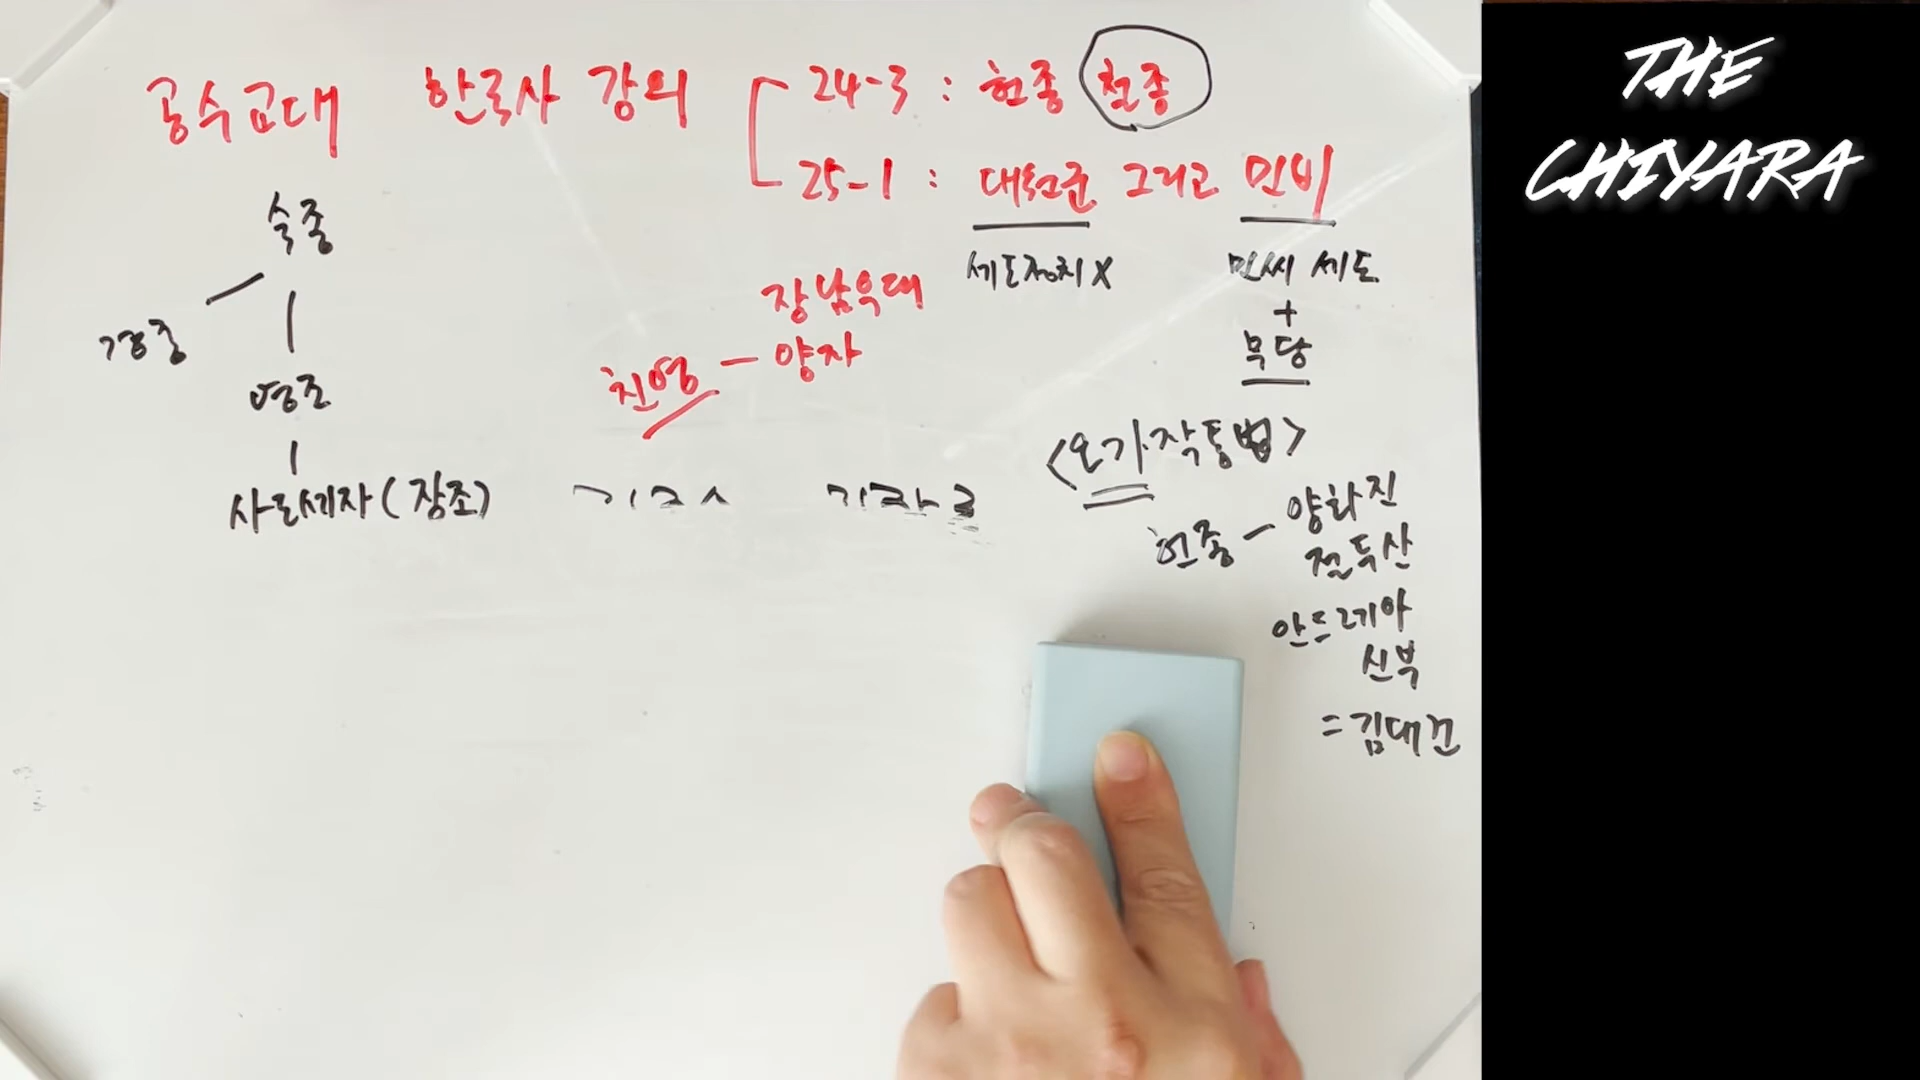 공수교대 한국사 강의
24-3 : 헌종 철종
25-1 : 대원군 그리고 민비
세도정치 X
민씨 세도
+
무당
숙종
경종
영조
사도세자(장조)
장남우대
친영 - 양자
<오가작통법>
헌종 - 양화진
절두산
안드레아
신부
= 김대건
THE
CHIYARA